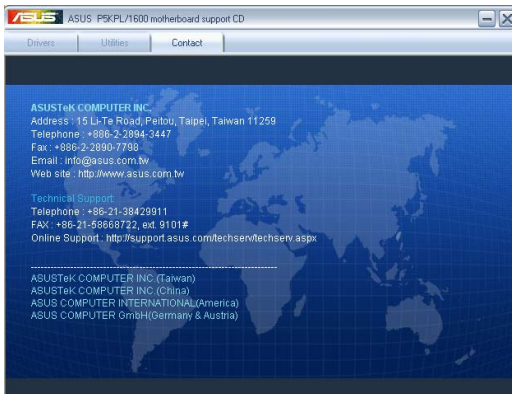 ASUS P5KPL/1600 motherboard support CD
Drivers Utilities Contact
ASUSTeK COMPUTER INC.
Address : 15 Li-Te Road, Peitou, Taipei, Taiwan 11259
Telephone : +886-2-2894-3447
Fax : +886-2-2890-7798
Email : info@asus.com.tw
Web site : http://www.asus.com.tw
Technical Support:
Telephone : +86-21-38429911
FAX : +86-21-58668722, ext. 9101#
Online Support : http://support.asus.com/techserv/techserv.aspx
--------------------------------------------------------------
ASUSTeK COMPUTER INC.(Taiwan)
ASUSTeK COMPUTER INC.(China)
ASUS COMPUTER INTERNATIONAL(America)
ASUS COMPUTER GmbH(Germany & Austria)